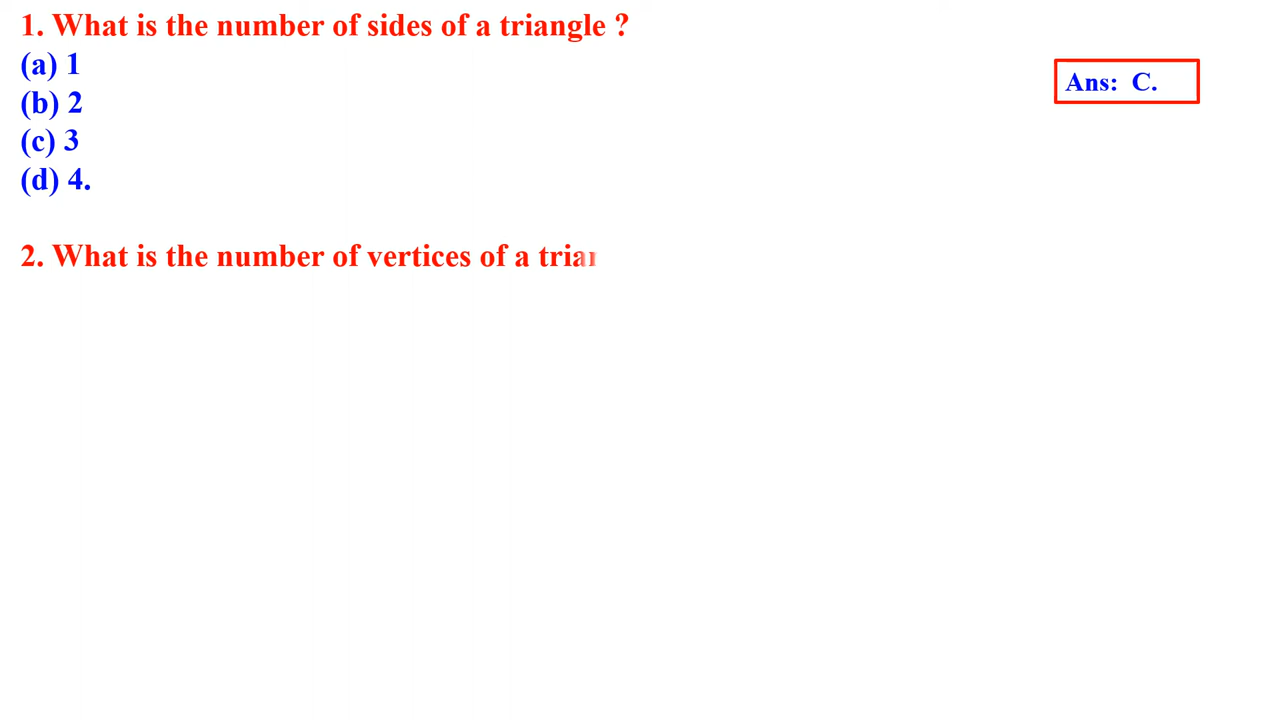 1. What is the number of sides of a triangle ?
(a) 1
(b) 2
(c) 3
(d) 4.
Ans: C.
2. What is the number of vertices of a